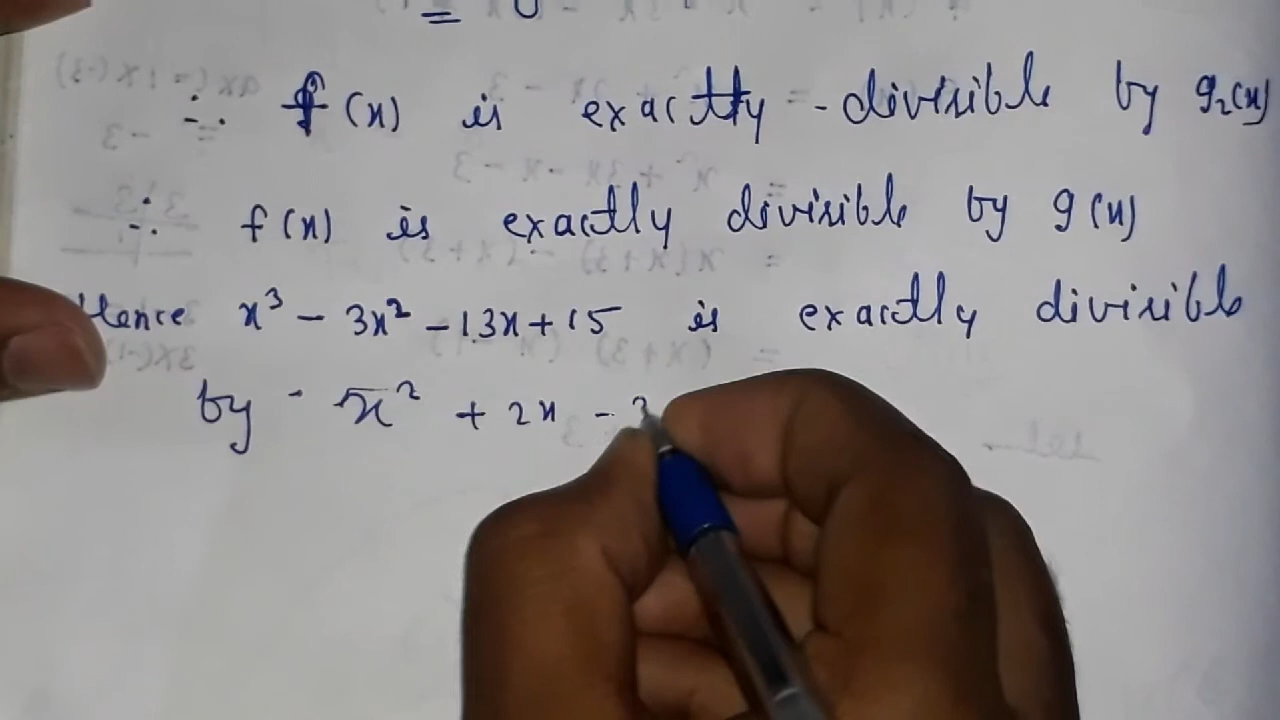 = 0
∴ f(x) is exactly divisible by g₂(x)
∴ f(x) is exactly divisible by g(x)
Hence x³ - 3x² - 13x + 15 is exactly divisible
by x² + 2x - 3